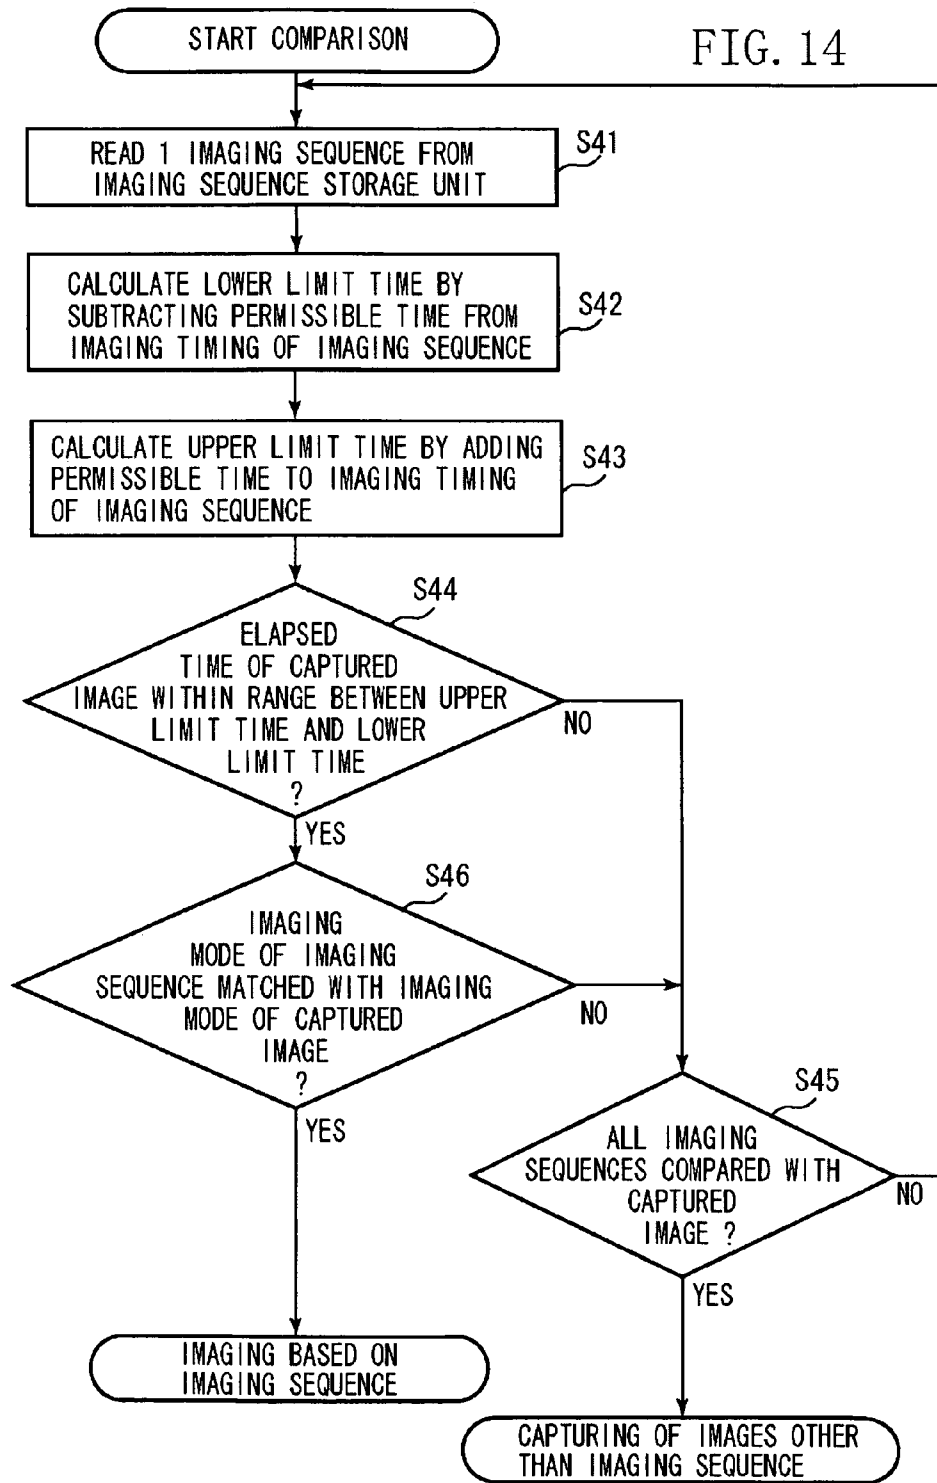 START COMPARISON
FIG. 14
S41
READ 1 IMAGING SEQUENCE FROM
IMAGING SEQUENCE STORAGE UNIT
S42
CALCULATE LOWER LIMIT TIME BY
SUBTRACTING PERMISSIBLE TIME FROM
IMAGING TIMING OF IMAGING SEQUENCE
S43
CALCULATE UPPER LIMIT TIME BY ADDING
PERMISSIBLE TIME TO IMAGING TIMING
OF IMAGING SEQUENCE
S44
ELAPSED
TIME OF CAPTURED
IMAGE WITHIN RANGE BETWEEN UPPER
LIMIT TIME AND LOWER
LIMIT TIME
?
NO
YES
S46
IMAGING
MODE OF IMAGING
SEQUENCE MATCHED WITH IMAGING
MODE OF CAPTURED
IMAGE
?
NO
YES
S45
ALL IMAGING
SEQUENCES COMPARED WITH
CAPTURED
IMAGE ?
NO
YES
IMAGING BASED ON
IMAGING SEQUENCE
CAPTURING OF IMAGES OTHER
THAN IMAGING SEQUENCE